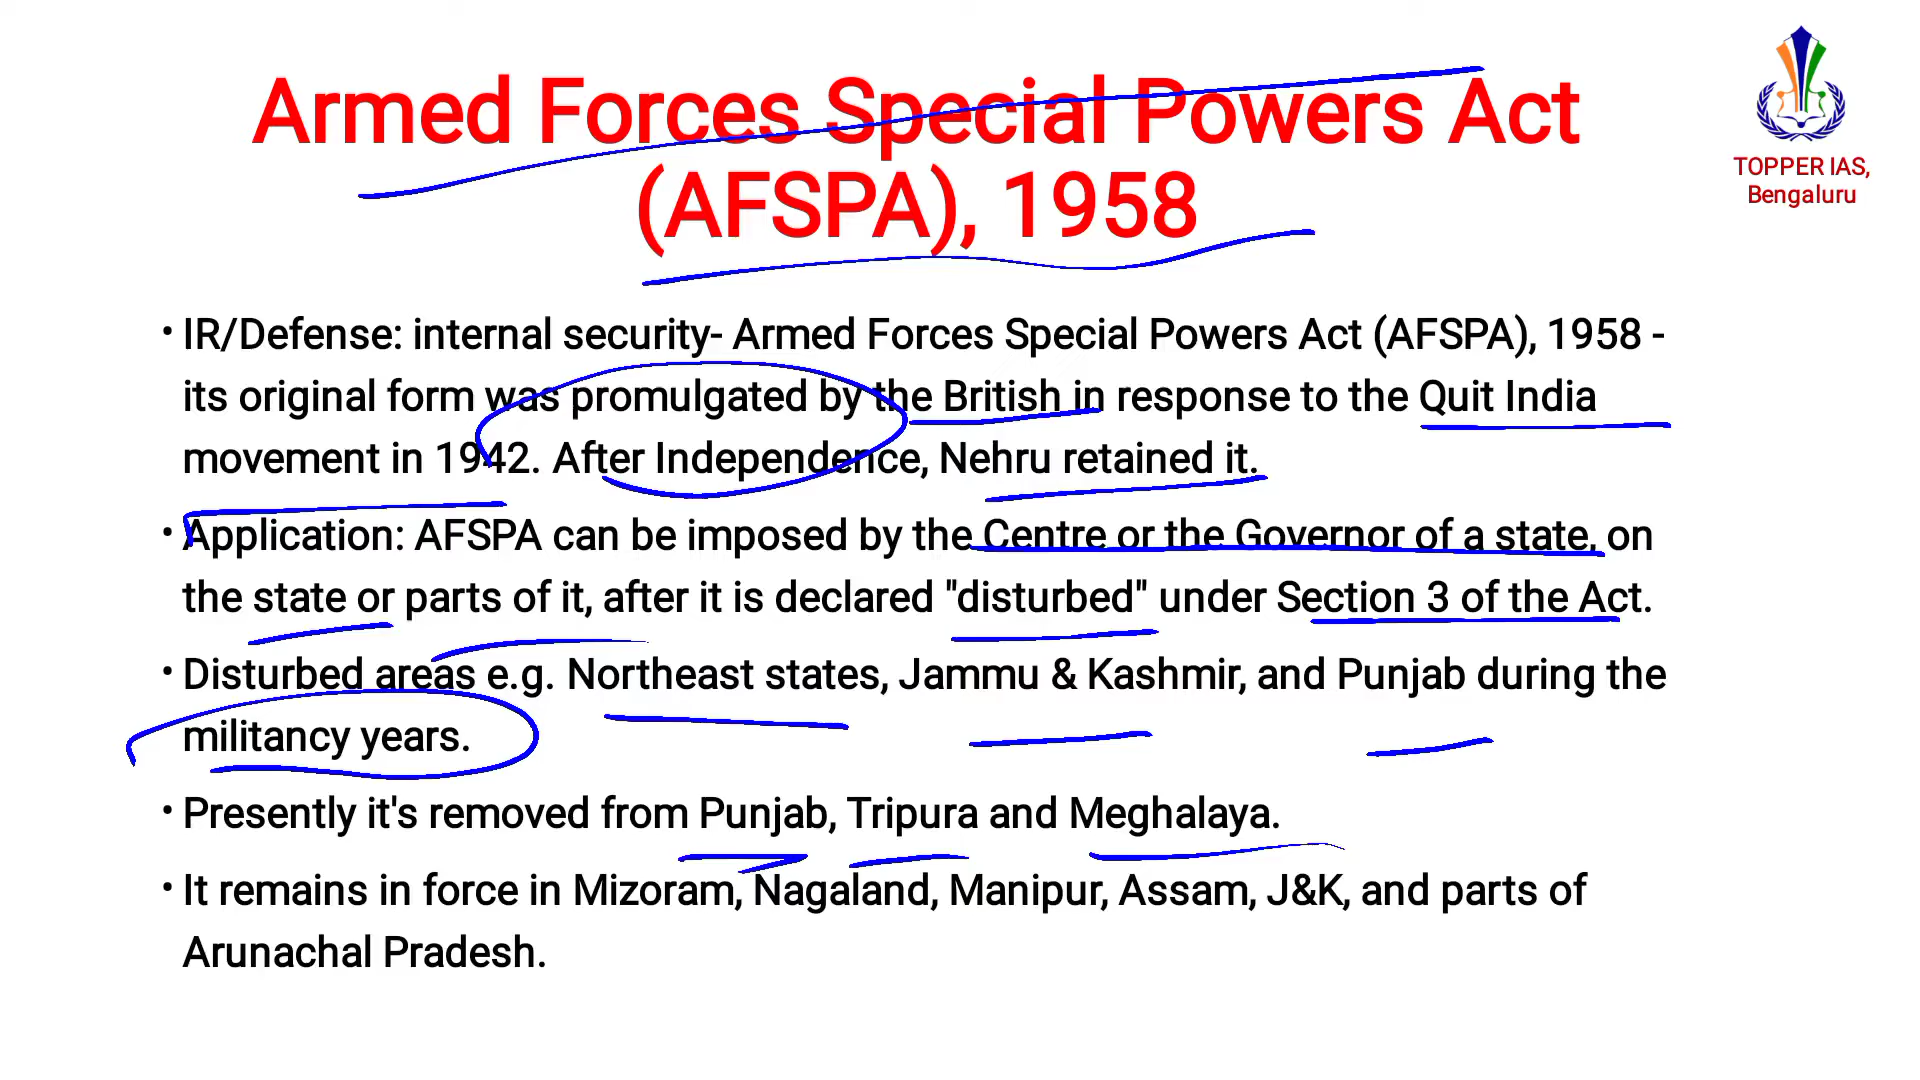 Armed Forces Special Powers Act
(AFSPA), 1958
TOPPER IAS,
Bengaluru
• IR/Defense: internal security- Armed Forces Special Powers Act (AFSPA), 1958 -
its original form was promulgated by the British in response to the Quit India
movement in 1942. After Independence, Nehru retained it.
• Application: AFSPA can be imposed by the Centre or the Governor of a state, on
the state or parts of it, after it is declared "disturbed" under Section 3 of the Act.
• Disturbed areas e.g. Northeast states, Jammu & Kashmir, and Punjab during the
militancy years.
• Presently it's removed from Punjab, Tripura and Meghalaya.
• It remains in force in Mizoram, Nagaland, Manipur, Assam, J&K, and parts of
Arunachal Pradesh.